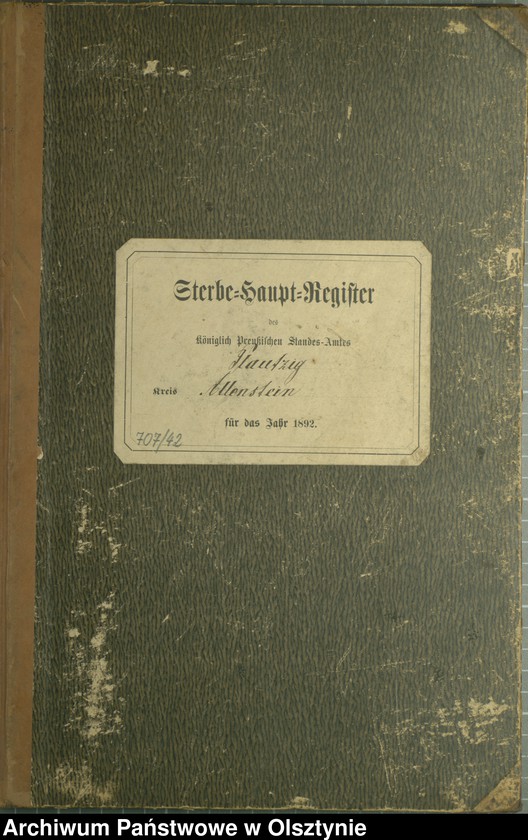 Sterbe-Haupt-Register
des
Königlich Preußischen Standes-Amtes
Plautzig
Kreis Allenstein
für das Jahr 1892.
707/42
Archiwum Państwowe w Olsztynie